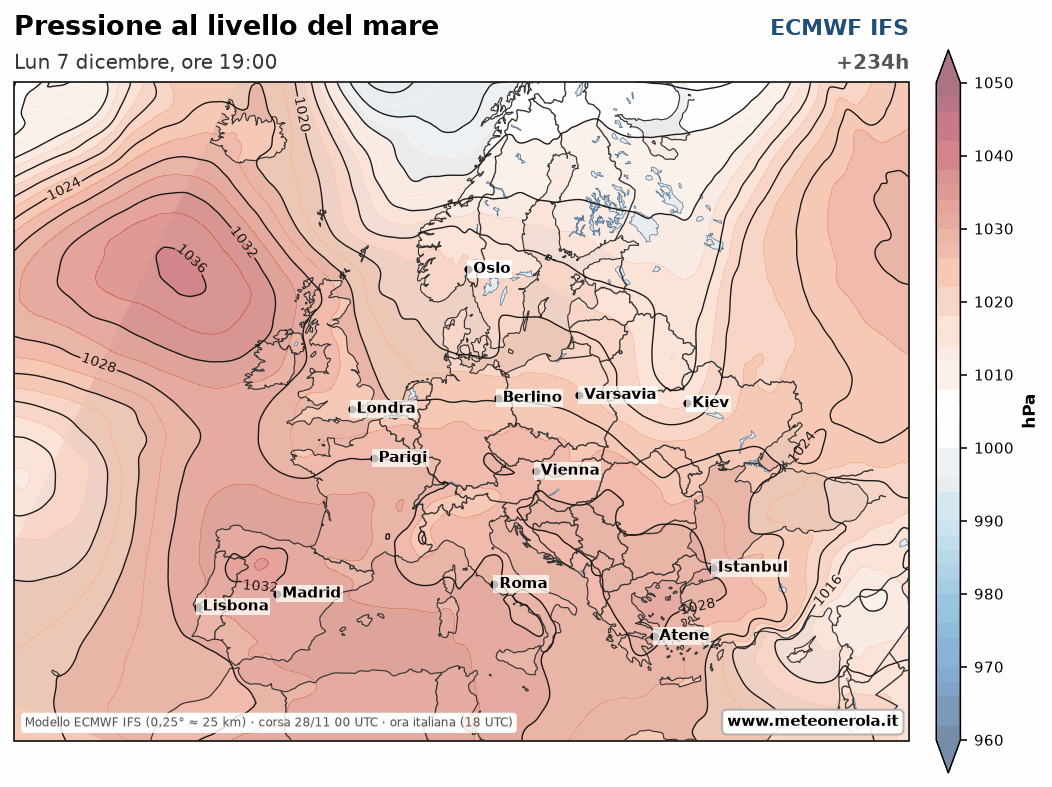 Pressione al livello del mare
ECMWF IFS
Lun 7 dicembre, ore 19:00
+234h
1020
1024
1032
1036
1028
Oslo
Berlino
Varsavia
Kiev
Londra
Parigi
Vienna
1024
Istanbul
Roma
1032
Madrid
Lisbona
1016
1028
Atene
Modello ECMWF IFS (0,25° ≈ 25 km) · corsa 28/11 00 UTC · ora italiana (18 UTC)
www.meteonerola.it
1050
1040
1030
1020
1010
1000
990
980
970
960
hPa